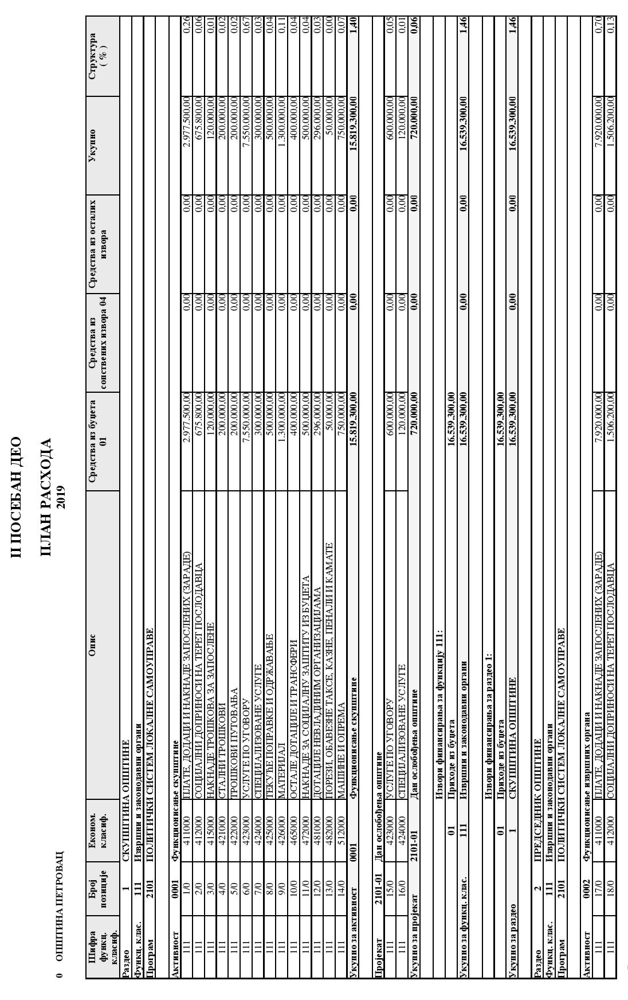 II ПОСЕБАН ДЕО
ПЛАН РАСХОДА
2019
0 ОПШТИНА ПЕТРОВАЦ
Шифра функц. класиф. Број позиције Економ. класиф. Опис Средства из буџета 01 Средства из сопствених извора 04 Средства из осталих извора Укупно Структура ( % )
Раздео 1 СКУПШТИНА ОПШТИНЕ
Функц. клас. 111 Извршни и законодавни органи
Програм 2101 ПОЛИТИЧКИ СИСТЕМ ЛОКАЛНЕ САМОУПРАВЕ
Активност 0001 Функционисање скупштине
111 1/0 411000 ПЛАТЕ, ДОДАЦИ И НАКНАДЕ ЗАПОСЛЕНИХ (ЗАРАДЕ) 2.977.500,00 0,00 0,00 2.977.500,00 0,26
111 2/0 412000 СОЦИЈАЛНИ ДОПРИНОСИ НА ТЕРЕТ ПОСЛОДАВЦА 675.800,00 0,00 0,00 675.800,00 0,06
111 3/0 415000 НАКНАДЕ ТРОШКОВА ЗА ЗАПОСЛЕНЕ 120.000,00 0,00 0,00 120.000,00 0,01
111 4/0 421000 СТАЛНИ ТРОШКОВИ 200.000,00 0,00 0,00 200.000,00 0,02
111 5/0 422000 ТРОШКОВИ ПУТОВАЊА 200.000,00 0,00 0,00 200.000,00 0,02
111 6/0 423000 УСЛУГЕ ПО УГОВОРУ 7.550.000,00 0,00 0,00 7.550.000,00 0,67
111 7/0 424000 СПЕЦИЈАЛИЗОВАНЕ УСЛУГЕ 300.000,00 0,00 0,00 300.000,00 0,03
111 8/0 425000 ТЕКУЋЕ ПОПРАВКЕ И ОДРЖАВАЊЕ 500.000,00 0,00 0,00 500.000,00 0,04
111 9/0 426000 МАТЕРИЈАЛ 1.300.000,00 0,00 0,00 1.300.000,00 0,11
111 10/0 465000 ОСТАЛЕ ДОТАЦИЈЕ И ТРАНСФЕРИ 400.000,00 0,00 0,00 400.000,00 0,04
111 11/0 472000 НАКНАДЕ ЗА СОЦИЈАЛНУ ЗАШТИТУ ИЗ БУЏЕТА 500.000,00 0,00 0,00 500.000,00 0,04
111 12/0 481000 ДОТАЦИЈЕ НЕВЛАДИНИМ ОРГАНИЗАЦИЈАМА 296.000,00 0,00 0,00 296.000,00 0,03
111 13/0 482000 ПОРЕЗИ, ОБАВЕЗНЕ ТАКСЕ, КАЗНЕ, ПЕНАЛИ И КАМАТЕ 50.000,00 0,00 0,00 50.000,00 0,00
111 14/0 512000 МАШИНЕ И ОПРЕМА 750.000,00 0,00 0,00 750.000,00 0,07
Укупно за активност 0001 Функционисање скупштине 15.819.300,00 0,00 0,00 15.819.300,00 1,40
Пројекат 2101-01 Дан ослобођења општине
111 15/0 423000 УСЛУГЕ ПО УГОВОРУ 600.000,00 0,00 0,00 600.000,00 0,05
111 16/0 424000 СПЕЦИЈАЛИЗОВАНЕ УСЛУГЕ 120.000,00 0,00 0,00 120.000,00 0,01
Укупно за пројекат 2101-01 Дан ослобођења општине 720.000,00 0,00 0,00 720.000,00 0,06
Извори финансирања за функцију 111:
01 Приходе из буџета 16.539.300,00
Укупно за функц. клас. 111 Извршни и законодавни органи 16.539.300,00 0,00 0,00 16.539.300,00 1,46
Извори финансирања за раздео 1:
01 Приходе из буџета 16.539.300,00
Укупно за раздео 1 СКУПШТИНА ОПШТИНЕ 16.539.300,00 0,00 0,00 16.539.300,00 1,46
Раздео 2 ПРЕДСЕДНИК ОПШТИНЕ
Функц. клас. 111 Извршни и законодавни органи
Програм 2101 ПОЛИТИЧКИ СИСТЕМ ЛОКАЛНЕ САМОУПРАВЕ
Активност 0002 Функционисање извршних органа
111 17/0 411000 ПЛАТЕ, ДОДАЦИ И НАКНАДЕ ЗАПОСЛЕНИХ (ЗАРАДЕ) 7.920.000,00 0,00 0,00 7.920.000,00 0,70
111 18/0 412000 СОЦИЈАЛНИ ДОПРИНОСИ НА ТЕРЕТ ПОСЛОДАВЦА 1.506.200,00 0,00 0,00 1.506.200,00 0,13